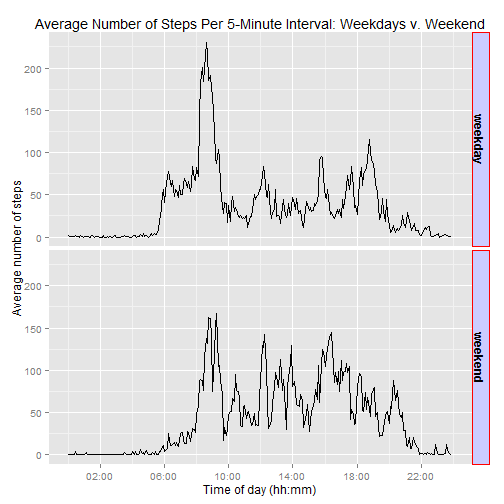 Average Number of Steps Per 5-Minute Interval: Weekdays v. Weekend
200
150
100
50
0
weekday
200
150
100
50
0
weekend
Average number of steps
02:00 06:00 10:00 14:00 18:00 22:00
Time of day (hh:mm)